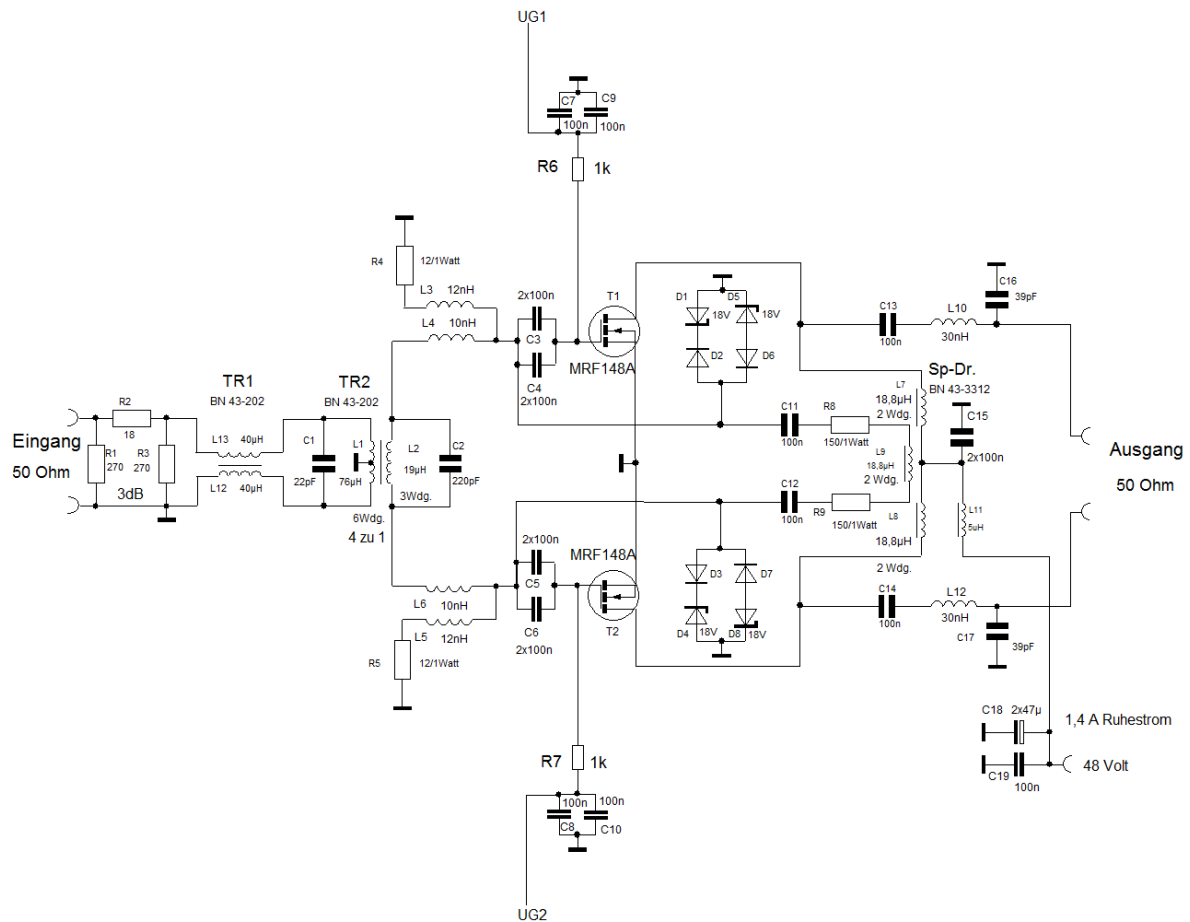 UG1
C7
C9
100n
100n
R6
1k
R4
12/1Watt
L3
12nH
L4
10nH
2x100n
C3
C4
2x100n
T1
MRF148A
D1
D5
18V
18V
D2
D6
C16
39pF
C13
100n
L10
30nH
Sp-Dr.
BN 43-3312
L7
18,8µH
2 Wdg.
C15
2x100n
TR1
BN 43-202
TR2
BN 43-202
R2
18
Eingang
50 Ohm
R1
270
R3
270
3dB
L13
40µH
L12
40µH
C1
22pF
L1
76µH
L2
19µH
3Wdg.
C2
220pF
6Wdg.
4 zu 1
C11
100n
R8
150/1Watt
L9
18,8µH
2 Wdg.
C12
100n
R9
150/1Watt
L8
18,8µH
2 Wdg.
L11
5uH
Ausgang
50 Ohm
2x100n
C5
C6
2x100n
MRF148A
T2
L6
10nH
L5
12nH
R5
12/1Watt
D3
D7
D4
18V
D8
18V
C14
100n
L12
30nH
C17
39pF
R7
1k
100n
100n
C8
C10
UG2
C18
2x47µ
1,4 A Ruhestrom
C19
100n
48 Volt